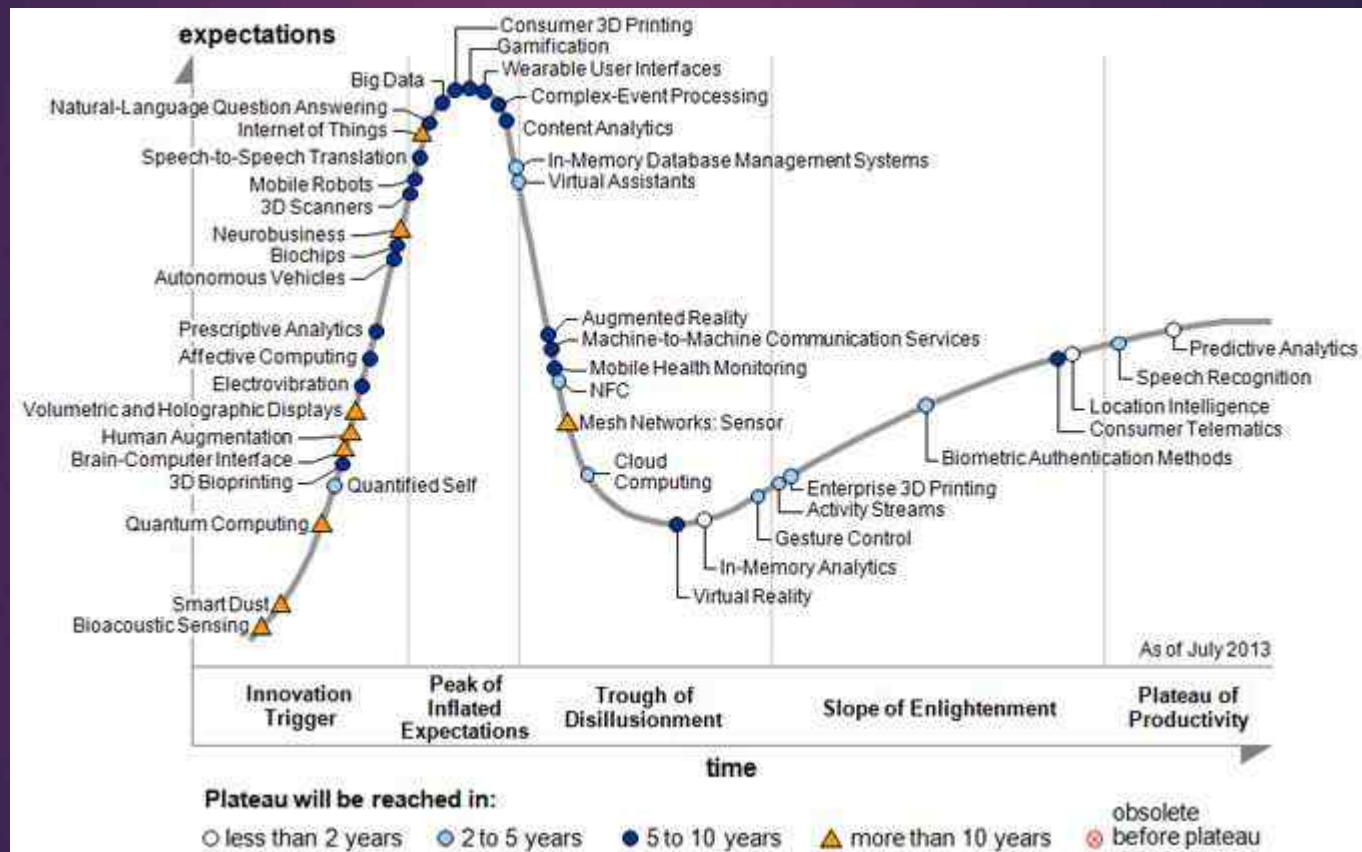 expectations
Consumer 3D Printing
Gamification
Wearable User Interfaces
Big Data
Complex-Event Processing
Natural-Language Question Answering
Internet of Things
Content Analytics
Speech-to-Speech Translation
In-Memory Database Management Systems
Mobile Robots
Virtual Assistants
3D Scanners
Neurobusiness
Biochips
Autonomous Vehicles
Augmented Reality
Prescriptive Analytics
Machine-to-Machine Communication Services
Affective Computing
Mobile Health Monitoring
Electrovibration
NFC
Volumetric and Holographic Displays
Mesh Networks: Sensor
Human Augmentation
Brain-Computer Interface
3D Bioprinting
Quantified Self
Quantum Computing
Smart Dust
Bioacoustic Sensing
Cloud
Computing
Enterprise 3D Printing
Activity Streams
Gesture Control
In-Memory Analytics
Virtual Reality
Predictive Analytics
Speech Recognition
Location Intelligence
Consumer Telematics
Biometric Authentication Methods
As of July 2013
Innovation
Trigger
Peak of
Inflated
Expectations
Trough of
Disillusionment
Slope of Enlightenment
Plateau of
Productivity
time
Plateau will be reached in:
less than 2 years
2 to 5 years
5 to 10 years
more than 10 years
obsolete
before plateau